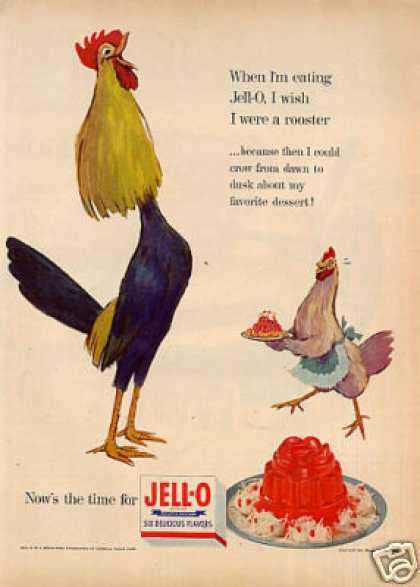 When I'm eating
Jell-O, I wish
I were a rooster
...because then I could
crow from dawn to
dusk about my
favorite dessert!
Now's the time for
JELL-O
SIX DELICIOUS FLAVORS